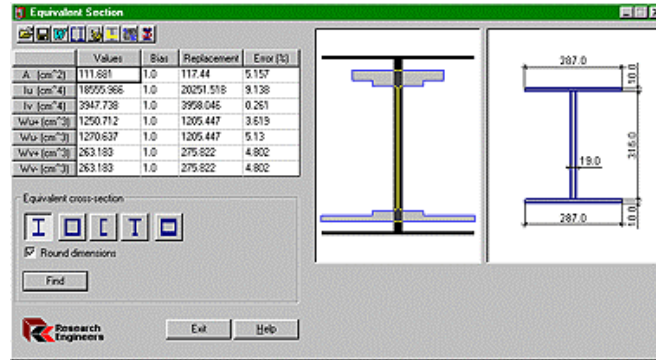 Equivalent Section
Values Bias Replacement Error (%)
A (cm^2) 111.681 1.0 117.44 5.157
Iu (cm^4) 18555.966 1.0 20251.518 9.138
Iv (cm^4) 3947.738 1.0 3958.046 0.261
Wu+ (cm^3) 1250.712 1.0 1205.447 3.619
Wu- (cm^3) 1270.637 1.0 1205.447 5.13
Wv+ (cm^3) 263.183 1.0 275.822 4.802
Wv- (cm^3) 263.183 1.0 275.822 4.802
Equivalent cross-section
Round dimensions
Find
Research
Engineers
Exit
Help
287.0
10.0
316.0
19.0
287.0
10.0